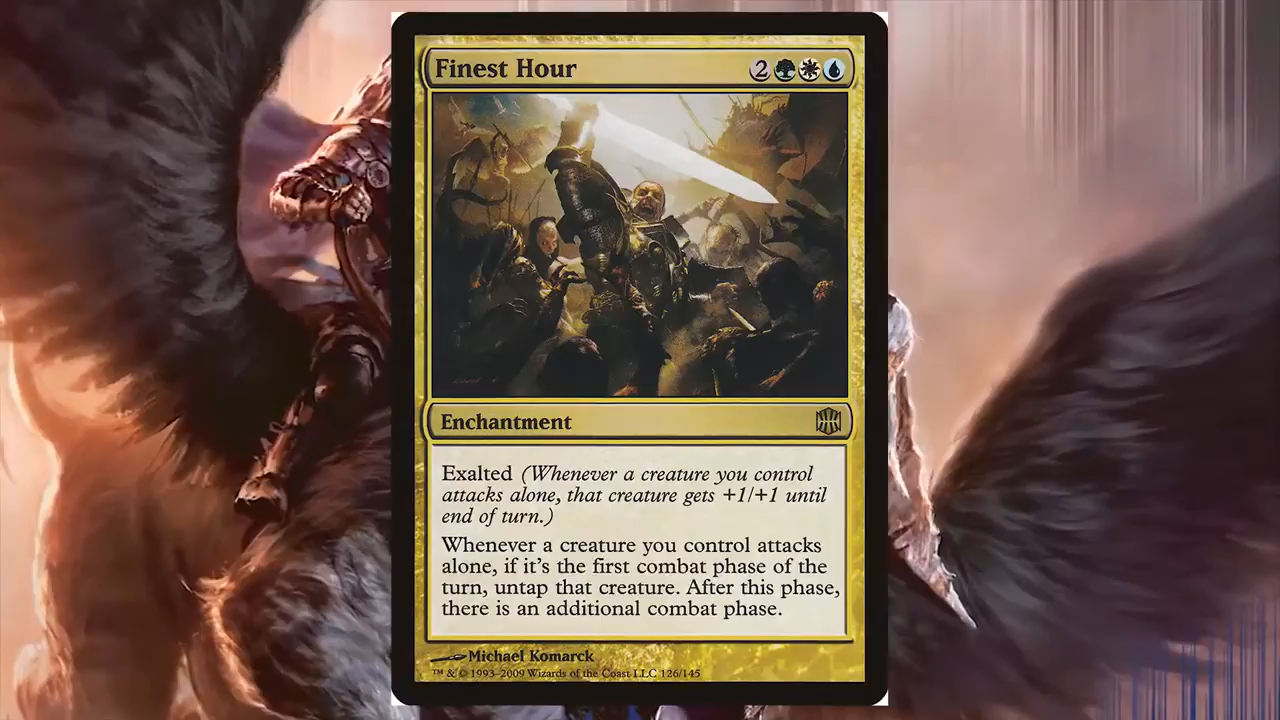 Finest Hour 2
Enchantment
Exalted (Whenever a creature you control
attacks alone, that creature gets +1/+1 until
end of turn.)
Whenever a creature you control attacks
alone, if it's the first combat phase of the
turn, untap that creature. After this phase,
there is an additional combat phase.
Michael Komarck
™ & © 1993–2009 Wizards of the Coast LLC 126/145